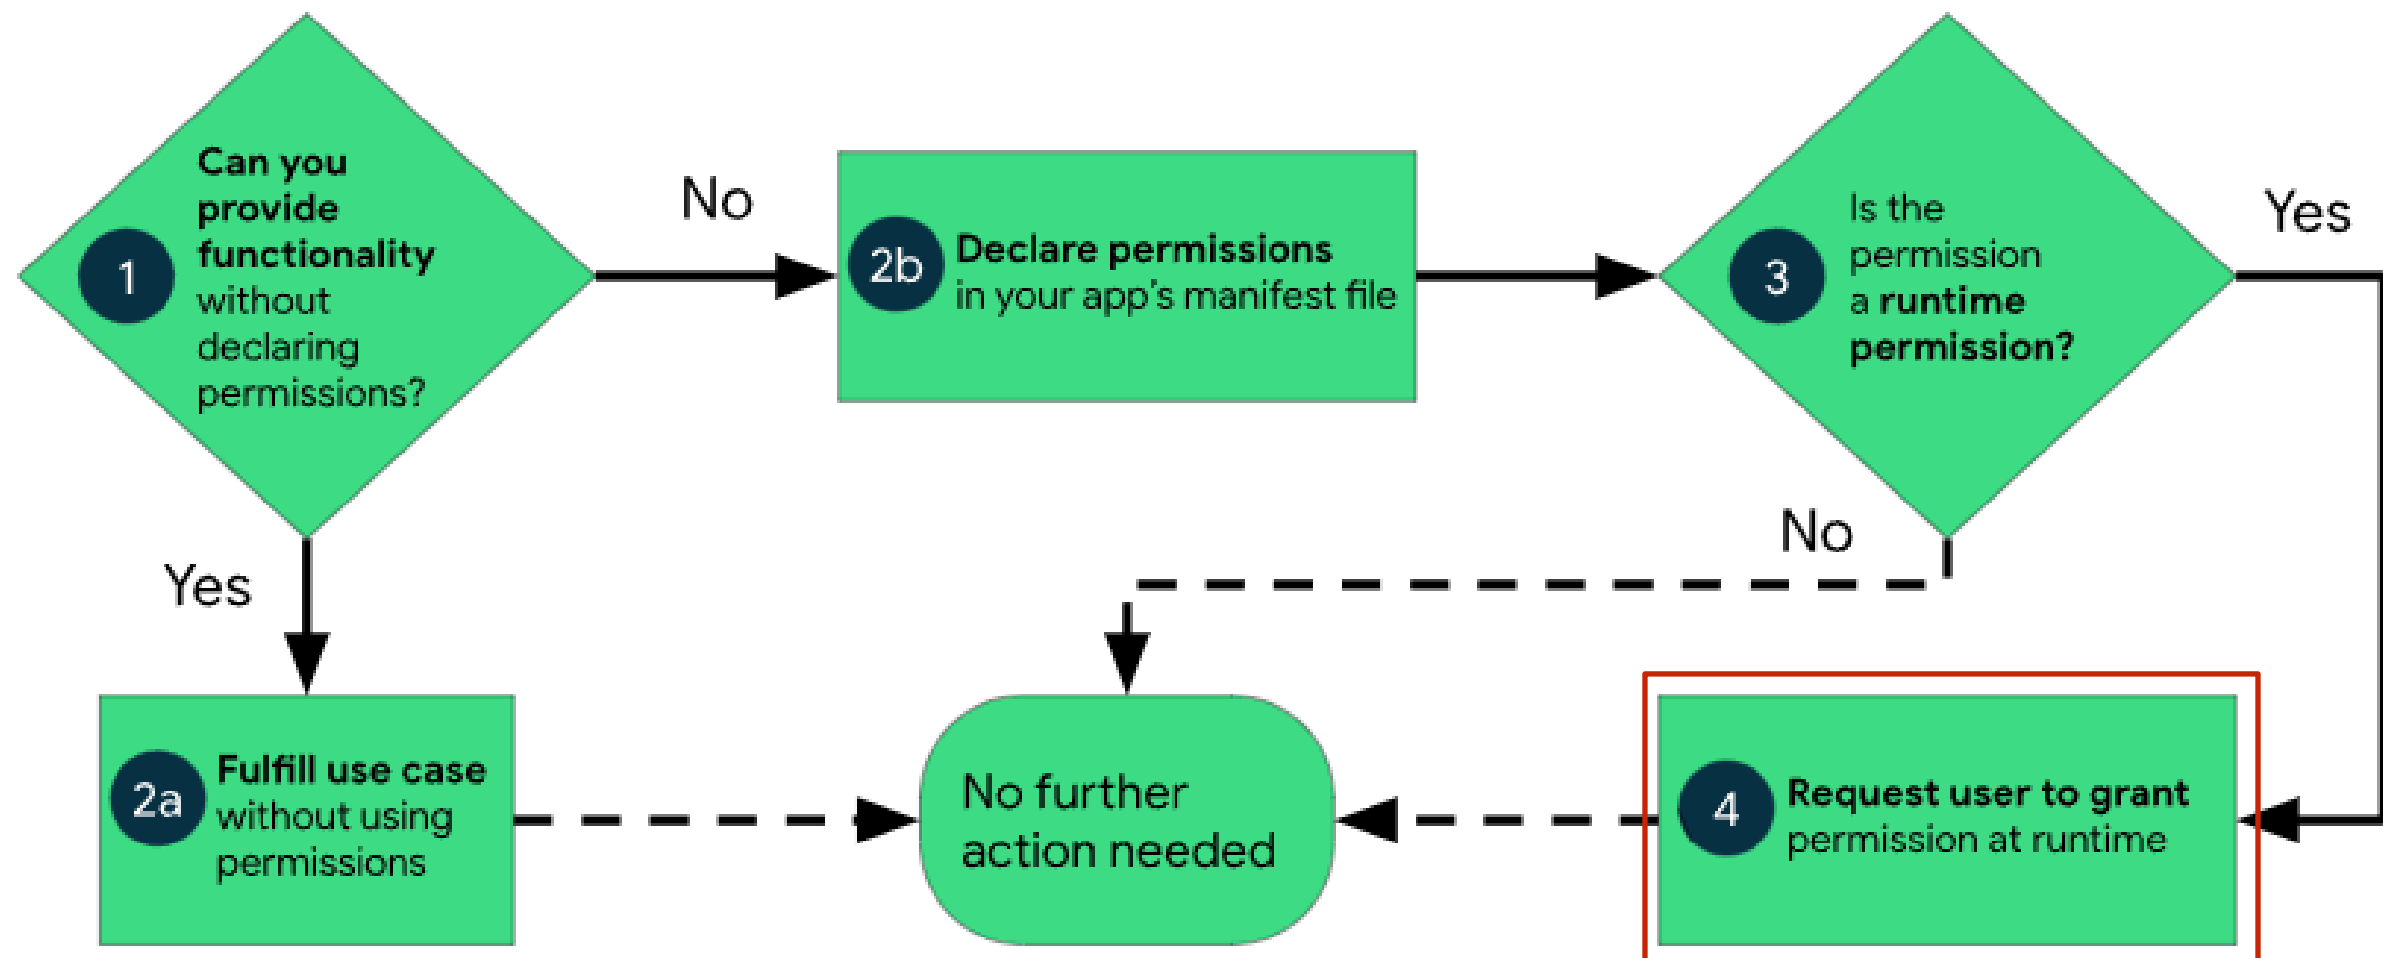 1
Can you
provide
functionality
without
declaring
permissions?
No
2b
Declare permissions
in your app's manifest file
3
Is the
permission
a runtime
permission?
Yes
No
Yes
2a
Fulfill use case
without using
permissions
No further
action needed
4
Request user to grant
permission at runtime